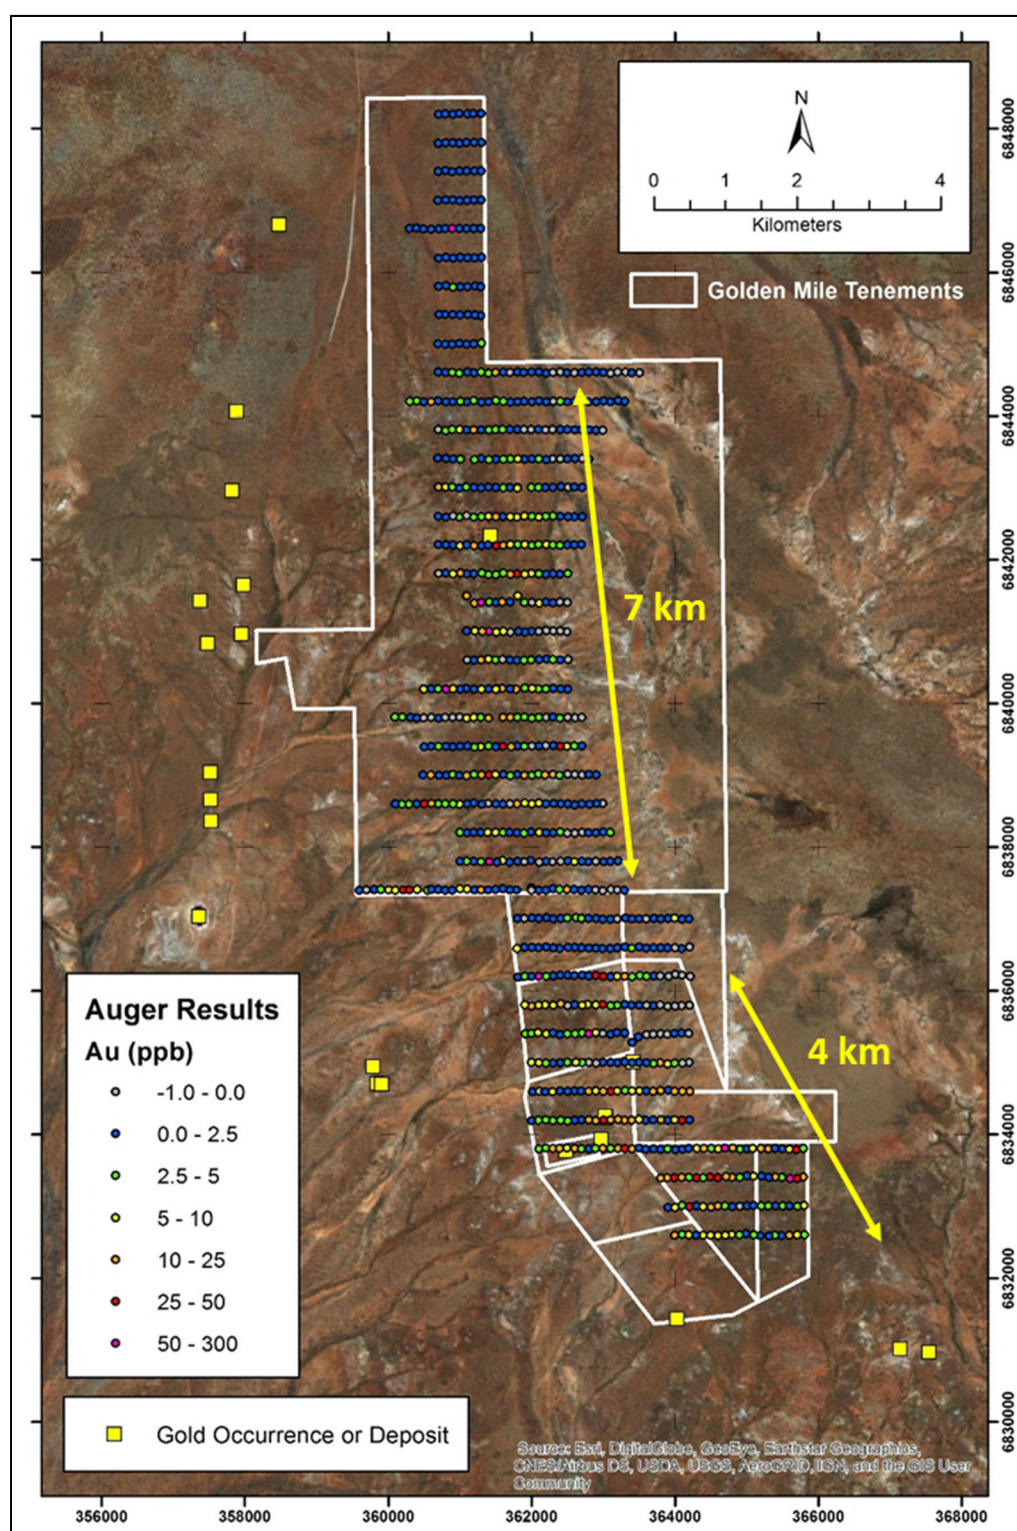 N
0 1 2 4
Kilometers
Golden Mile Tenements
7 km
4 km
Auger Results
Au (ppb)
-1.0 - 0.0
0.0 - 2.5
2.5 - 5
5 - 10
10 - 25
25 - 50
50 - 300
Gold Occurrence or Deposit
Source: Esri, DigitalGlobe, GeoEye, Earthstar Geographics,
CNES/Airbus DS, USDA, USGS, AeroGRID, IGN, and the GIS User
Community
6848000
6846000
6844000
6842000
6840000
6838000
6836000
6834000
6832000
6830000
356000 358000 360000 362000 364000 366000 368000